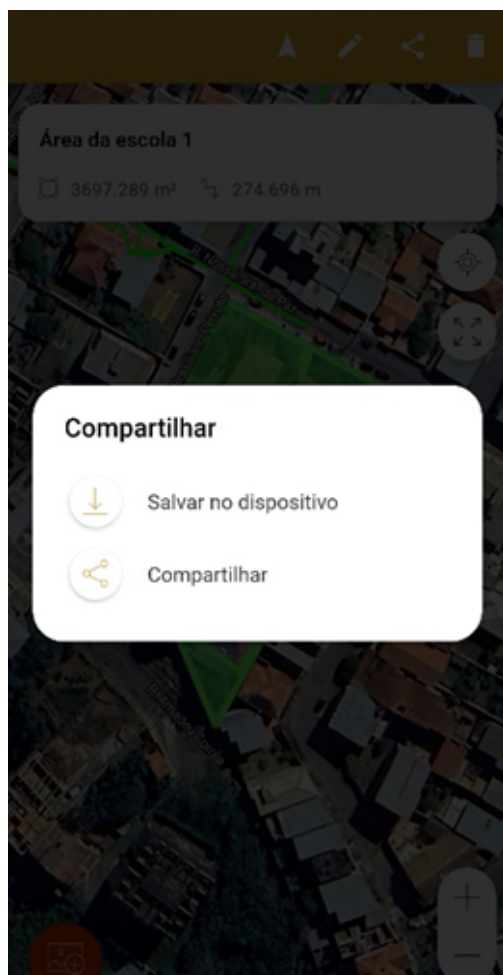 Área da escola 1
3697.289 m² 274.696 m
Compartilhar
Salvar no dispositivo
Compartilhar